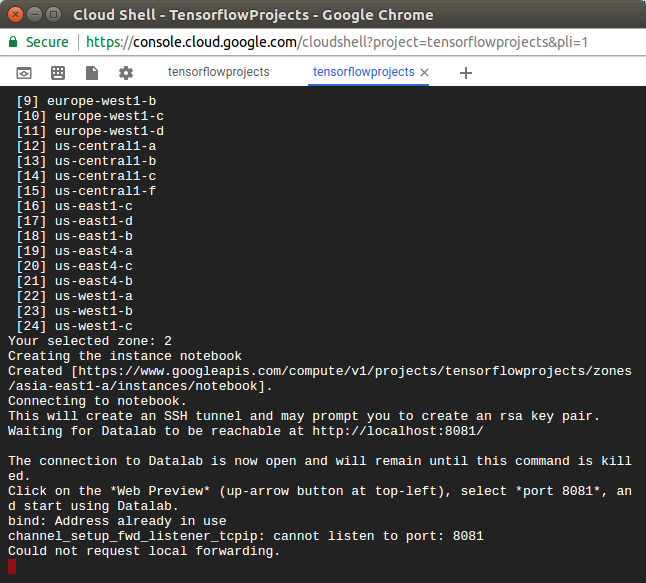 Cloud Shell - TensorflowProjects - Google Chrome
Secure https://console.cloud.google.com/cloudshell?project=tensorflowprojects&pli=1
tensorflowprojects tensorflowprojects
[9] europe-west1-b
[10] europe-west1-c
[11] europe-west1-d
[12] us-central1-a
[13] us-central1-b
[14] us-central1-c
[15] us-central1-f
[16] us-east1-c
[17] us-east1-d
[18] us-east1-b
[19] us-east4-a
[20] us-east4-c
[21] us-east4-b
[22] us-west1-a
[23] us-west1-b
[24] us-west1-c
Your selected zone: 2
Creating the instance notebook
Created [https://www.googleapis.com/compute/v1/projects/tensorflowprojects/zones
/asia-east1-a/instances/notebook].
Connecting to notebook.
This will create an SSH tunnel and may prompt you to create an rsa key pair.
Waiting for Datalab to be reachable at http://localhost:8081/
The connection to Datalab is now open and will remain until this command is kill
ed.
Click on the *Web Preview* (up-arrow button at top-left), select *port 8081*, an
d start using Datalab.
bind: Address already in use
channel_setup_fwd_listener_tcpip: cannot listen to port: 8081
Could not request local forwarding.